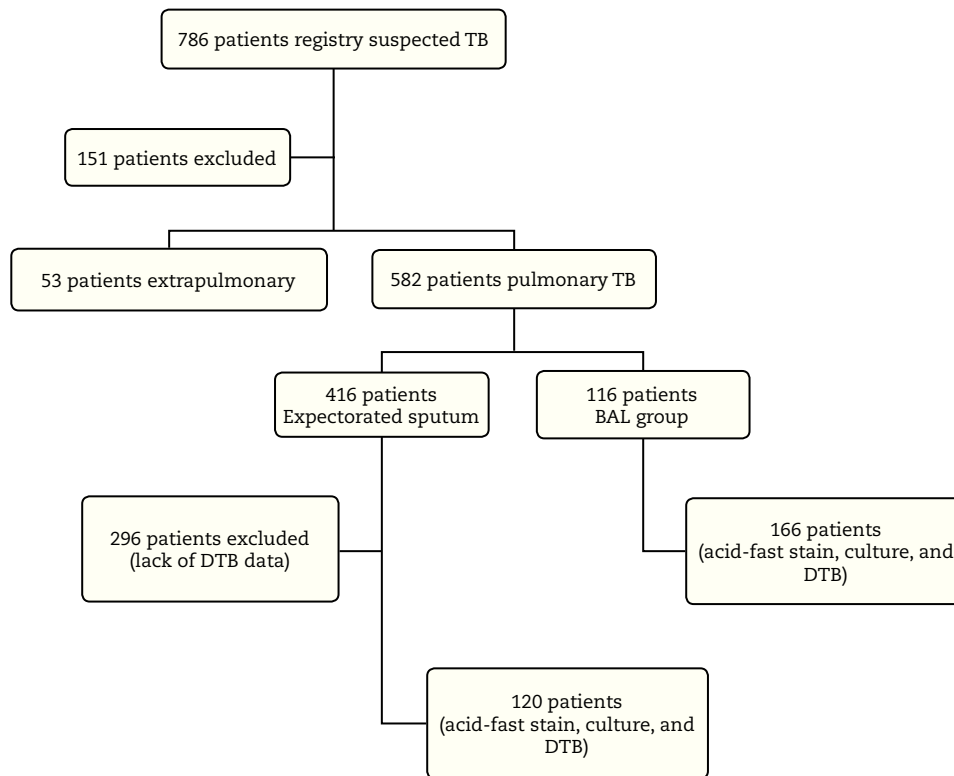 786 patients registry suspected TB
151 patients excluded
53 patients extrapulmonary
582 patients pulmonary TB
416 patients
Expectorated sputum
116 patients
BAL group
296 patients excluded
(lack of DTB data)
166 patients
(acid-fast stain, culture, and
DTB)
120 patients
(acid-fast stain, culture, and
DTB)